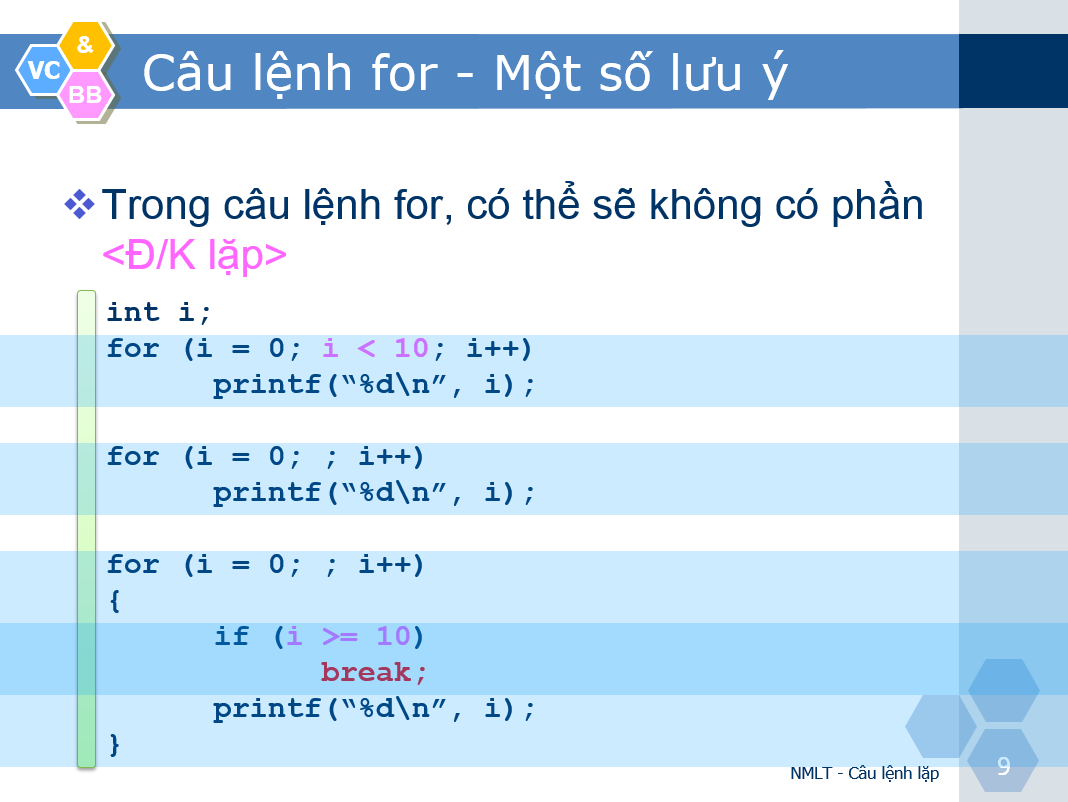 &
VC
BB
Câu lệnh for - Một số lưu ý
Trong câu lệnh for, có thể sẽ không có phần
<Đ/K lặp>
int i;
for (i = 0; i < 10; i++)
printf(“%d\n”, i);
for (i = 0; ; i++)
printf(“%d\n”, i);
for (i = 0; ; i++)
{
if (i >= 10)
break;
printf(“%d\n”, i);
}
NMLT - Câu lệnh lặp
9